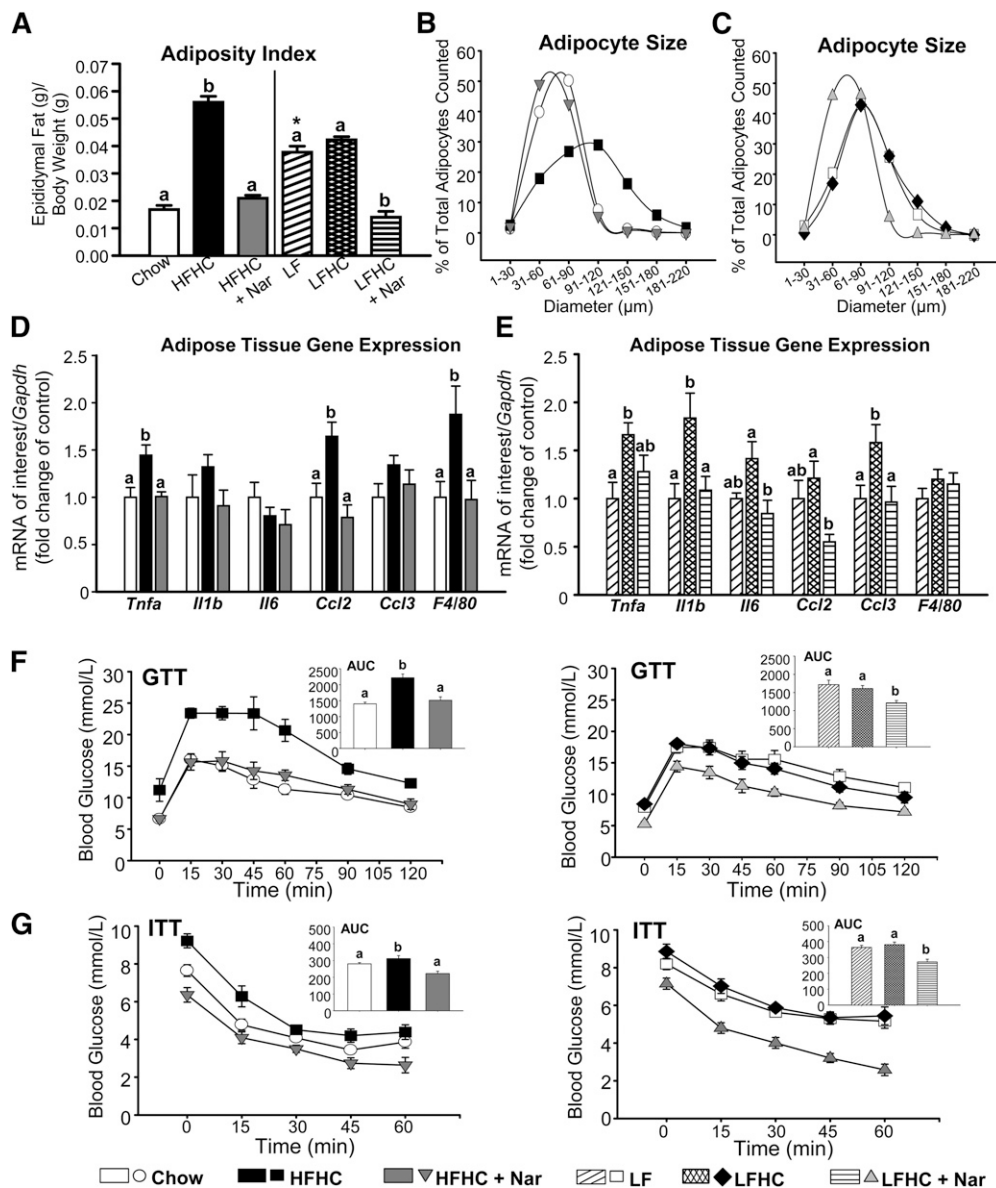 A
Adiposity Index
Epididymal Fat (g)/
Body Weight (g)
0.07
0.06
0.05
0.04
0.03
0.02
0.01
0.00
a
b
a
*
a
a
b
Chow
HFHC
HFHC
+ Nar
LF
LFHC
LFHC
+ Nar
B
Adipocyte Size
% of Total Adipocytes Counted
60
50
40
30
20
10
0
1-30
31-60
61-90
91-120
121-150
151-180
181-220
Diameter (µm)
C
Adipocyte Size
% of Total Adipocytes Counted
60
50
40
30
20
10
0
1-30
31-60
61-90
91-120
121-150
151-180
181-220
Diameter (µm)
D
Adipose Tissue Gene Expression
mRNA of interest/Gapdh
(fold change of control)
2.5
2.0
1.5
1.0
0.5
0
a b a
a b a
a b a
Tnfa Il1b Il6 Ccl2 Ccl3 F4/80
E
Adipose Tissue Gene Expression
mRNA of interest/Gapdh
(fold change of control)
2.5
2.0
1.5
1.0
0.5
0
a b ab
a b a
ab a b
ab a b
a b a
Tnfa Il1b Il6 Ccl2 Ccl3 F4/80
F
GTT
Blood Glucose (mmol/L)
30
25
20
15
10
5
0
0 15 30 45 60 75 90 105 120
Time (min)
AUC
2500
2000
1500
1000
500
0
a b a
Blood Glucose (mmol/L)
30
25
20
15
10
5
0
0 15 30 45 60 75 90 105 120
Time (min)
AUC
2500
2000
1500
1000
500
0
a a b
G
ITT
Blood Glucose (mmol/L)
10
8
6
4
2
0
0 15 30 45 60
Time (min)
AUC
500
400
300
200
100
0
a b a
ITT
Blood Glucose (mmol/L)
10
8
6
4
2
0
0 15 30 45 60
Time (min)
AUC
500
400
300
200
100
0
a a b
Chow HFHC HFHC + Nar LF LFHC LFHC + Nar